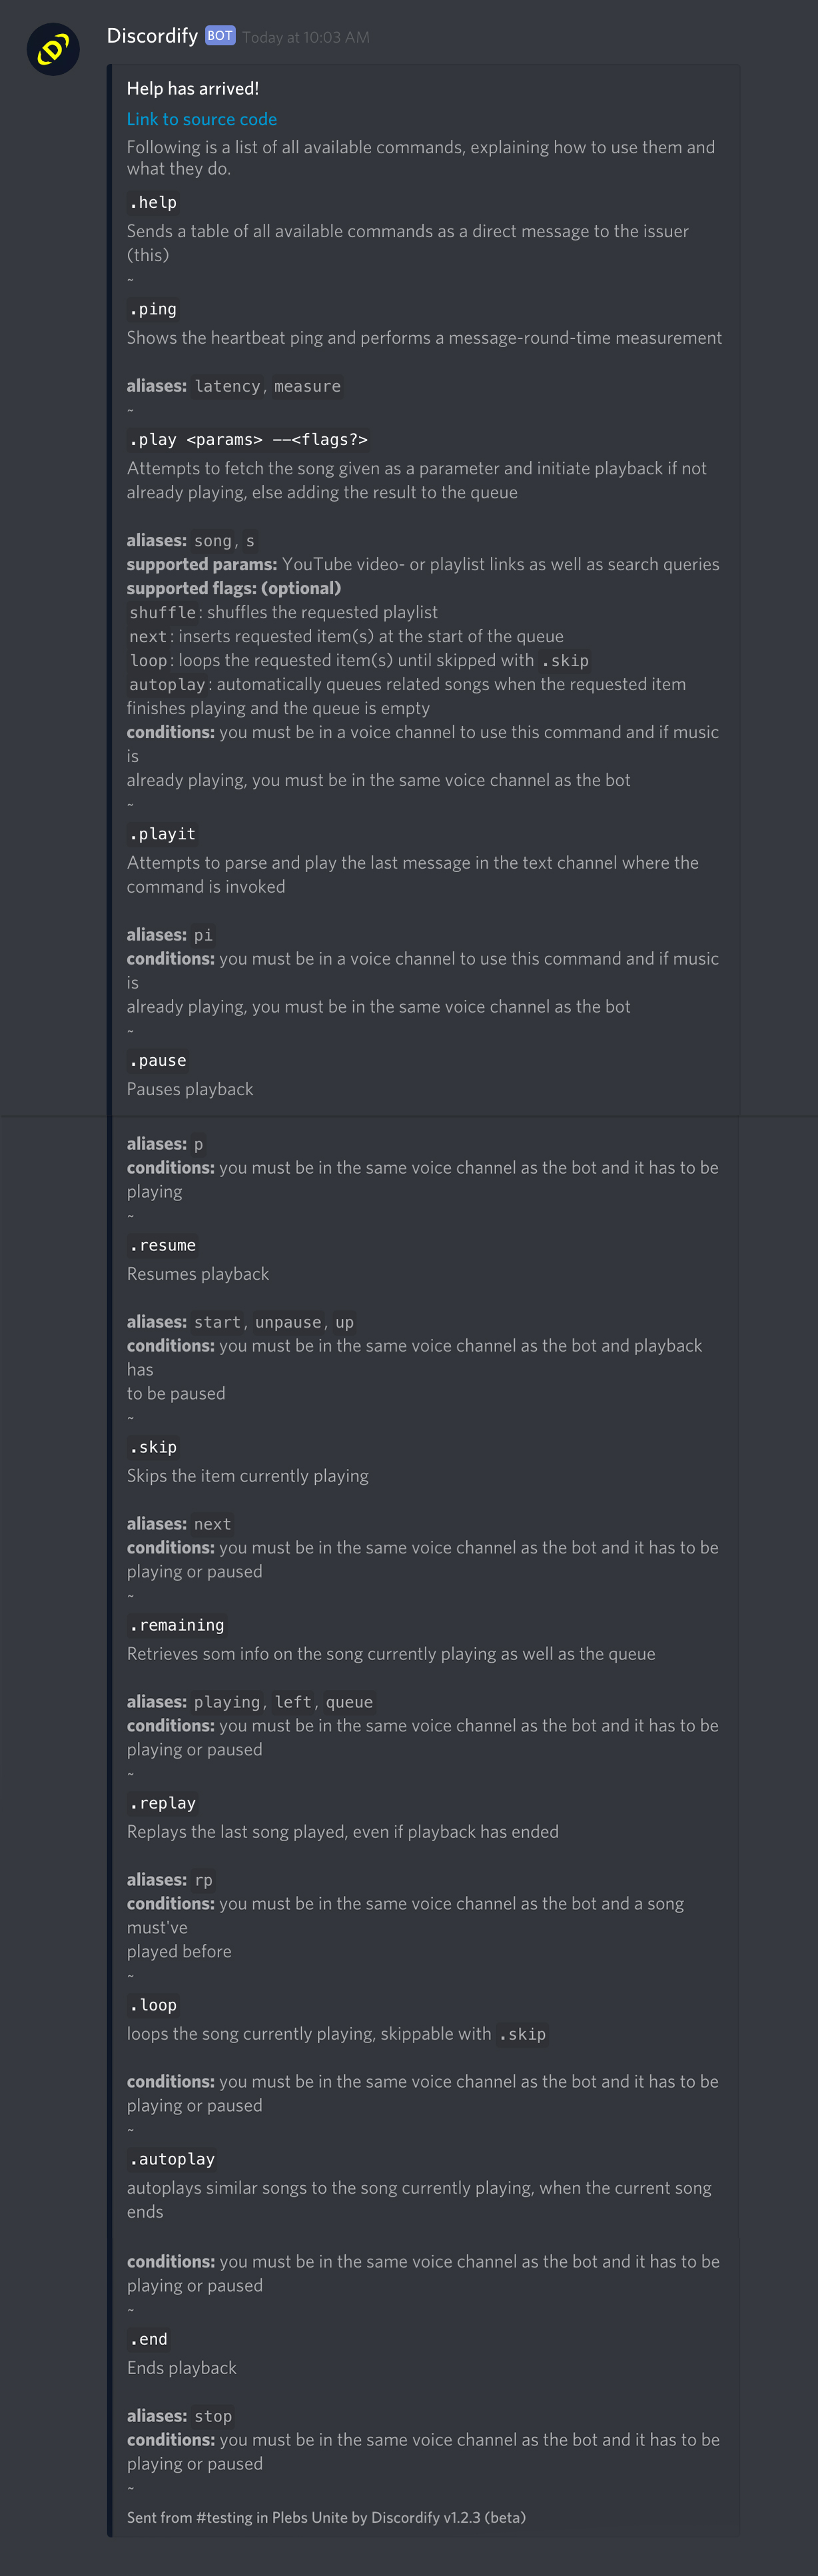 Discordify BOT Today at 10:03 AM
Help has arrived!
Link to source code
Following is a list of all available commands, explaining how to use them and
what they do.
.help
Sends a table of all available commands as a direct message to the issuer
(this)
~
.ping
Shows the heartbeat ping and performs a message-round-time measurement
aliases: latency, measure
~
.play <params> --<flags?>
Attempts to fetch the song given as a parameter and initiate playback if not
already playing, else adding the result to the queue
aliases: song, s
supported params: YouTube video- or playlist links as well as search queries
supported flags: (optional)
shuffle: shuffles the requested playlist
next: inserts requested item(s) at the start of the queue
loop: loops the requested item(s) until skipped with .skip
autoplay: automatically queues related songs when the requested item
finishes playing and the queue is empty
conditions: you must be in a voice channel to use this command and if music
is
already playing, you must be in the same voice channel as the bot
~
.playit
Attempts to parse and play the last message in the text channel where the
command is invoked
aliases: pi
conditions: you must be in a voice channel to use this command and if music
is
already playing, you must be in the same voice channel as the bot
~
.pause
Pauses playback
aliases: p
conditions: you must be in the same voice channel as the bot and it has to be
playing
~
.resume
Resumes playback
aliases: start, unpause, up
conditions: you must be in the same voice channel as the bot and playback
has
to be paused
~
.skip
Skips the item currently playing
aliases: next
conditions: you must be in the same voice channel as the bot and it has to be
playing or paused
~
.remaining
Retrieves som info on the song currently playing as well as the queue
aliases: playing, left, queue
conditions: you must be in the same voice channel as the bot and it has to be
playing or paused
~
.replay
Replays the last song played, even if playback has ended
aliases: rp
conditions: you must be in the same voice channel as the bot and a song
must've
played before
~
.loop
loops the song currently playing, skippable with .skip
conditions: you must be in the same voice channel as the bot and it has to be
playing or paused
~
.autoplay
autoplays similar songs to the song currently playing, when the current song
ends
conditions: you must be in the same voice channel as the bot and it has to be
playing or paused
~
.end
Ends playback
aliases: stop
conditions: you must be in the same voice channel as the bot and it has to be
playing or paused
~
Sent from #testing in Plebs Unite by Discordify v1.2.3 (beta)